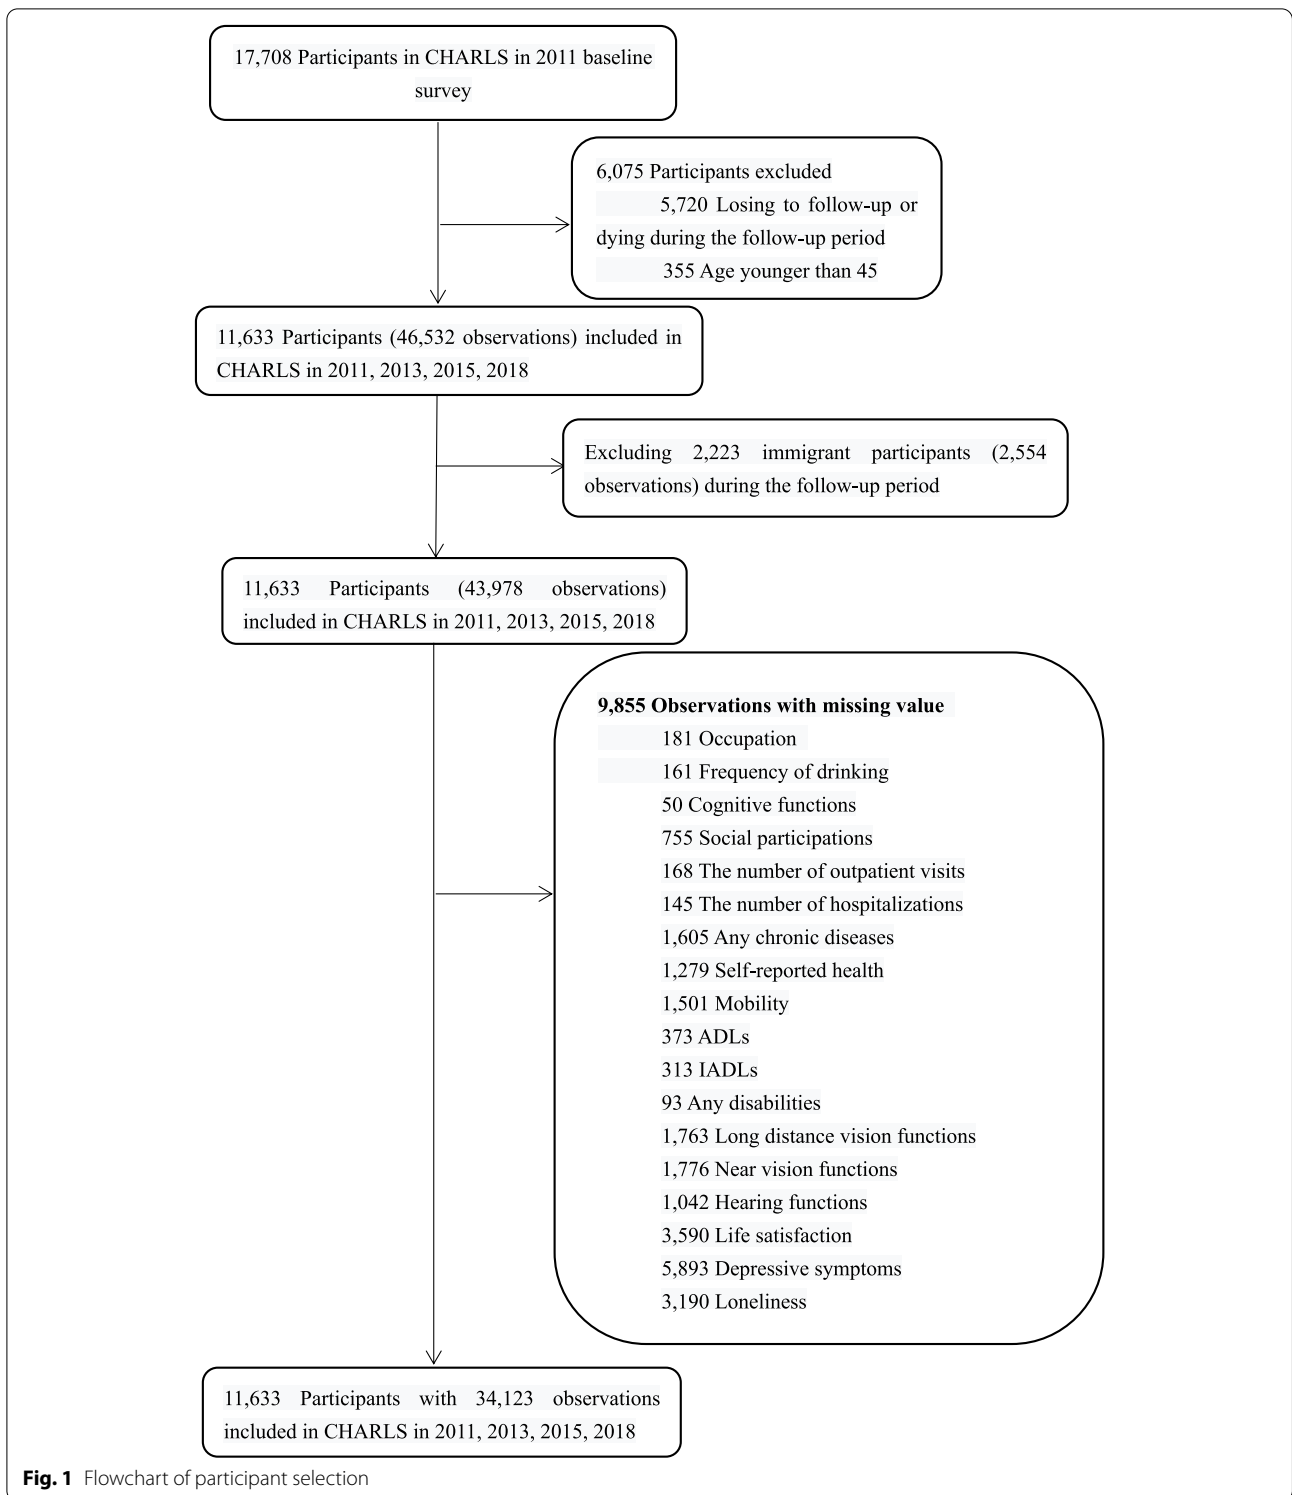 17,708 Participants in CHARLS in 2011 baseline
survey
6,075 Participants excluded
5,720 Losing to follow-up or
dying during the follow-up period
355 Age younger than 45
11,633 Participants (46,532 observations) included in
CHARLS in 2011, 2013, 2015, 2018
Excluding 2,223 immigrant participants (2,554
observations) during the follow-up period
11,633 Participants (43,978 observations)
included in CHARLS in 2011, 2013, 2015, 2018
9,855 Observations with missing value
181 Occupation
161 Frequency of drinking
50 Cognitive functions
755 Social participations
168 The number of outpatient visits
145 The number of hospitalizations
1,605 Any chronic diseases
1,279 Self-reported health
1,501 Mobility
373 ADLs
313 IADLs
93 Any disabilities
1,763 Long distance vision functions
1,776 Near vision functions
1,042 Hearing functions
3,590 Life satisfaction
5,893 Depressive symptoms
3,190 Loneliness
11,633 Participants with 34,123 observations
included in CHARLS in 2011, 2013, 2015, 2018
Fig. 1 Flowchart of participant selection